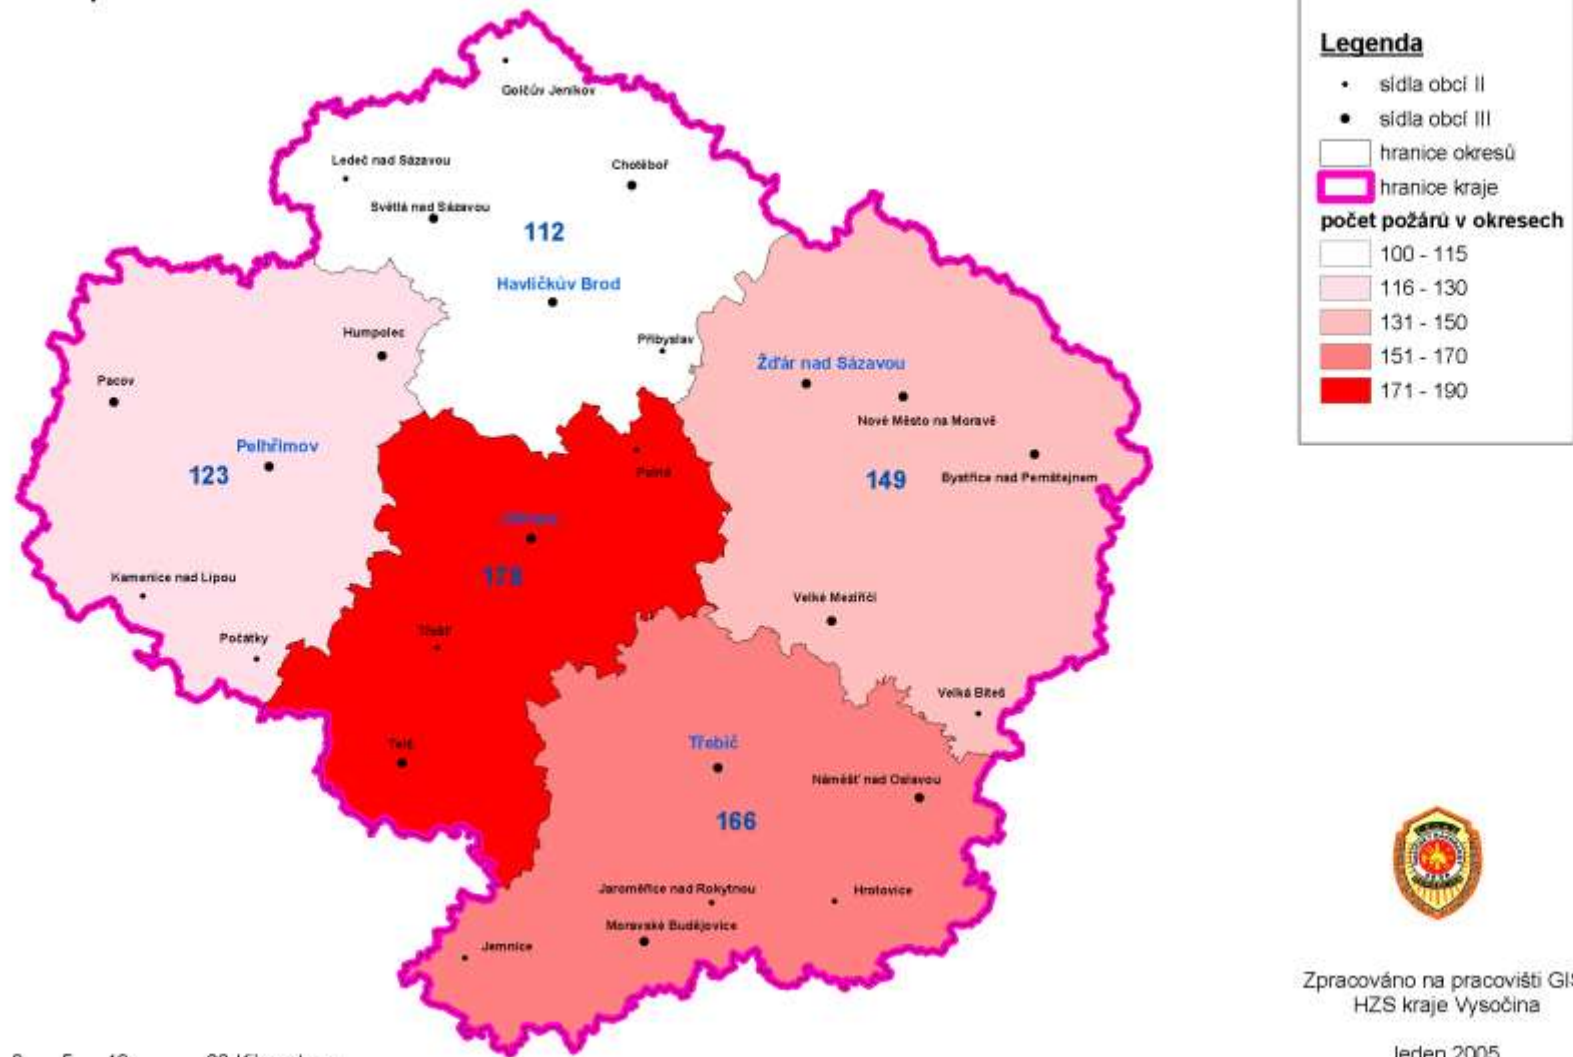 Golčův Jeníkov
Ledeč nad Sázavou
Chotěboř
Světlá nad Sázavou
112
Havlíčkův Brod
Humpolec
Přibyslav
Žďár nad Sázavou
Pacov
Nové Město na Moravě
Pelhřimov
123
Polná
149
Bystřice nad Pernštejnem
Jihlava
178
Kamenice nad Lipou
Velké Meziříčí
Třešť
Počátky
Velká Bíteš
Telč
Třebíč
Náměšť nad Oslavou
166
Jaroměřice nad Rokytnou
Hrotovice
Moravské Budějovice
Jemnice
Legenda
sídla obcí II
sídla obcí III
hranice okresů
hranice kraje
počet požárů v okresech
100 - 115
116 - 130
131 - 150
151 - 170
171 - 190
Zpracováno na pracovišti GIS
HZS kraje Vysočina
leden 2005